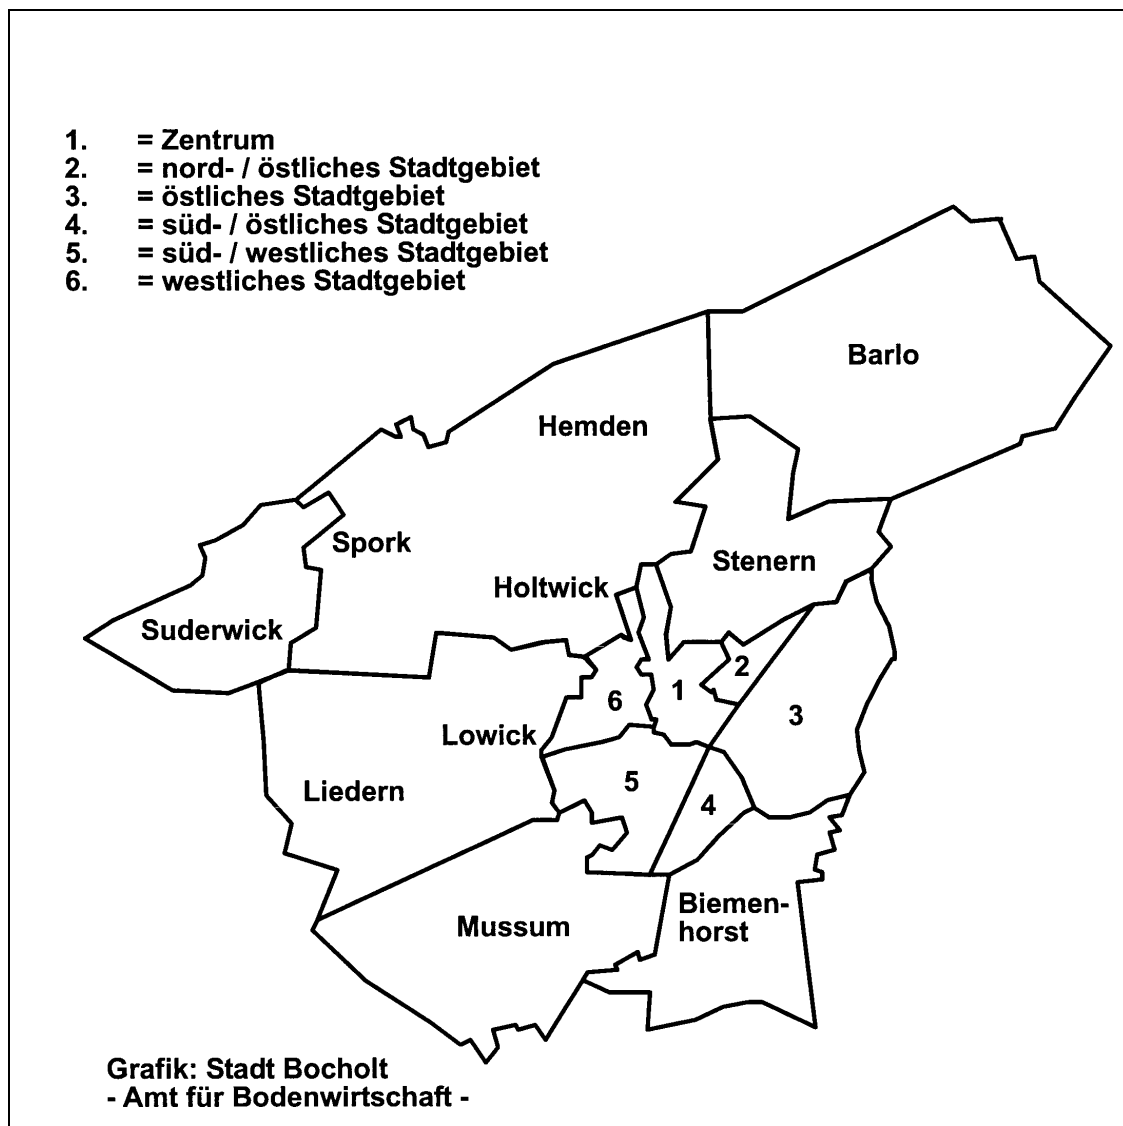 1. = Zentrum
2. = nord- / östliches Stadtgebiet
3. = östliches Stadtgebiet
4. = süd- / östliches Stadtgebiet
5. = süd- / westliches Stadtgebiet
6. = westliches Stadtgebiet
Barlo
Hemden
Spork
Stenern
Holtwick
Suderwick
2
1
6
3
Lowick
5
Liedern
4
Biemen-
horst
Mussum
Grafik: Stadt Bocholt
- Amt für Bodenwirtschaft -